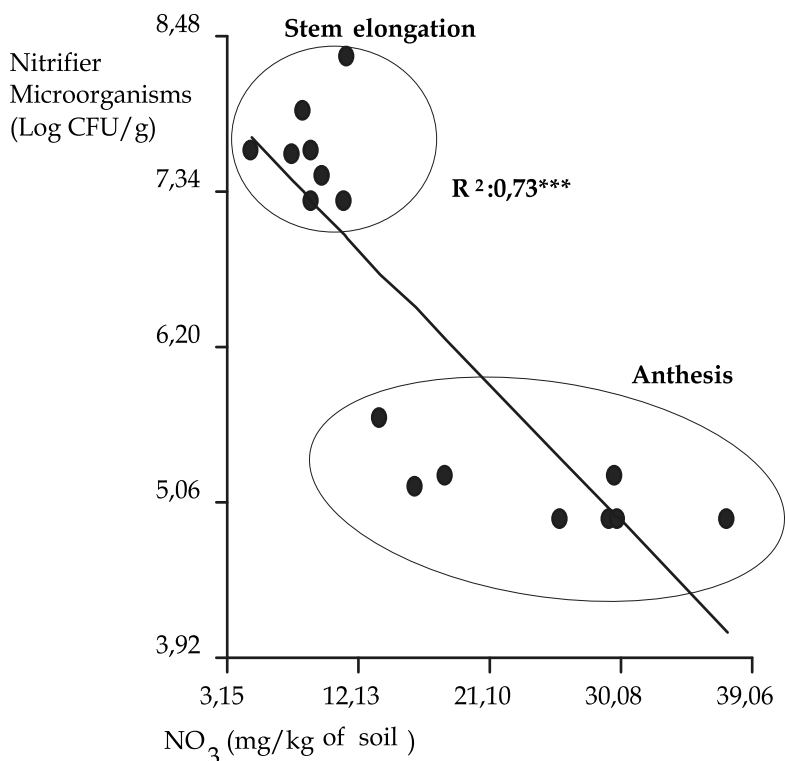 8,48
Stem elongation
Nitrifier
Microorganisms
(Log CFU/g)
7,34
R²:0,73***
6,20
Anthesis
5,06
3,92
3,15 12,13 21,10 30,08 39,06
NO₃ (mg/kg of soil )